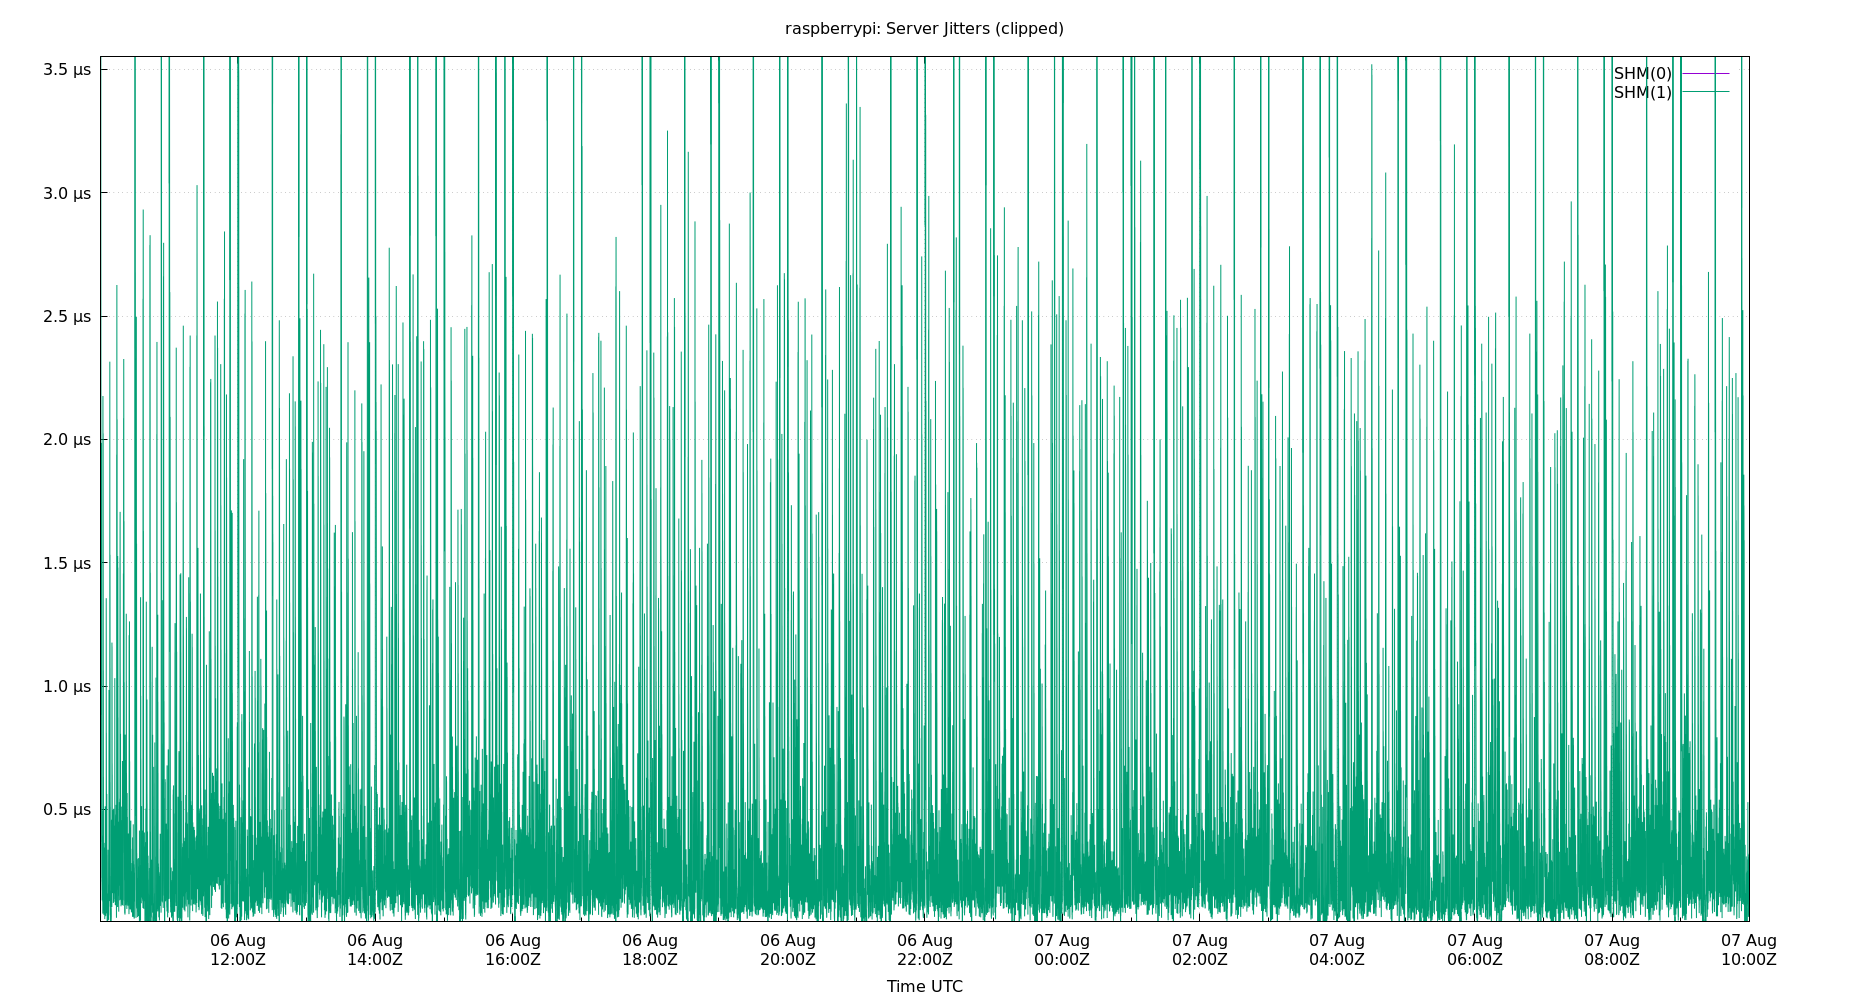 raspberrypi: Server Jitters (clipped)
3.5 µs
3.0 µs
2.5 µs
2.0 µs
1.5 µs
1.0 µs
0.5 µs
SHM(0)
SHM(1)
06 Aug 12:00Z
06 Aug 14:00Z
06 Aug 16:00Z
06 Aug 18:00Z
06 Aug 20:00Z
06 Aug 22:00Z
07 Aug 00:00Z
07 Aug 02:00Z
07 Aug 04:00Z
07 Aug 06:00Z
07 Aug 08:00Z
07 Aug 10:00Z
Time UTC